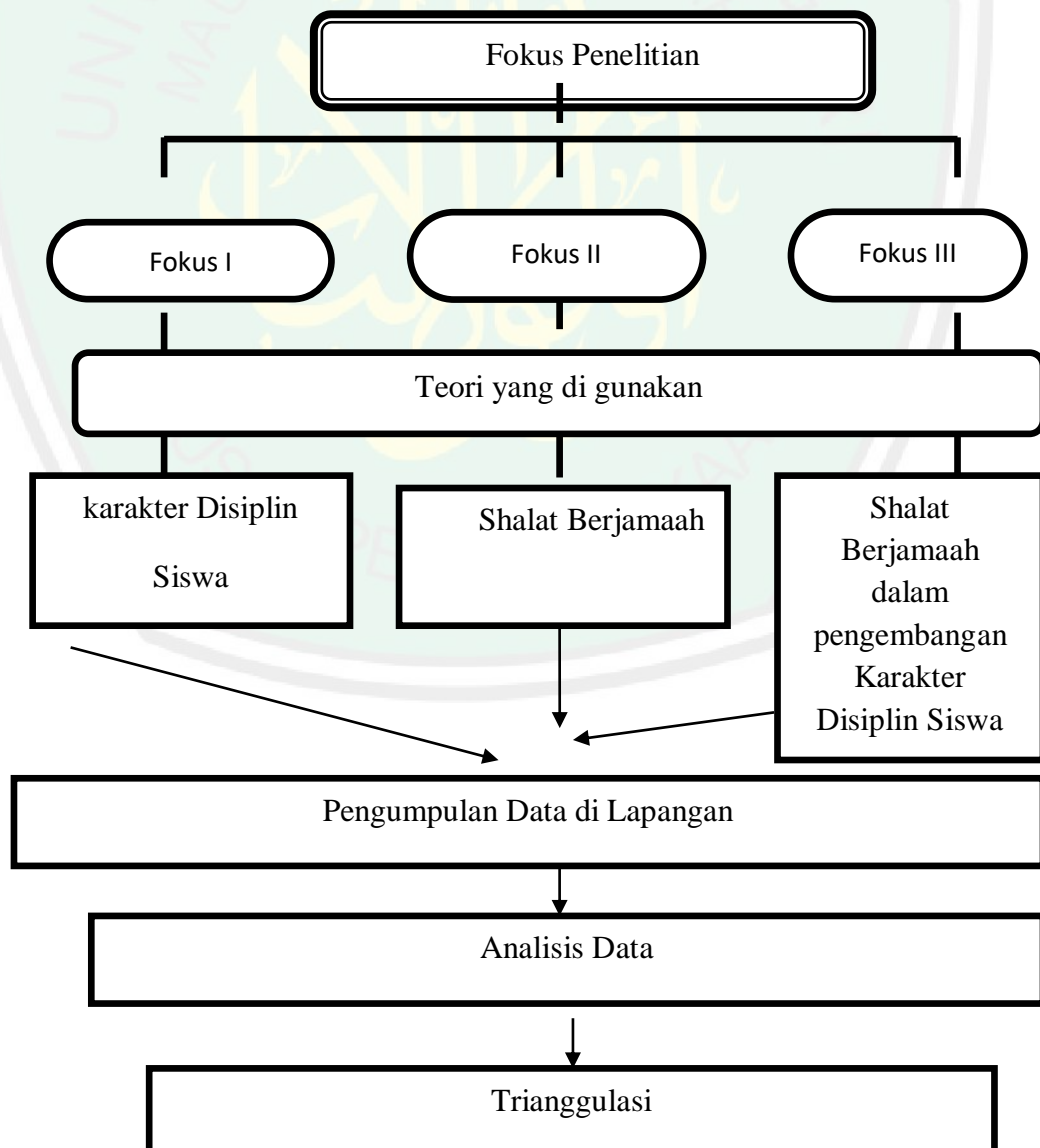 Fokus Penelitian
Fokus I
Fokus II
Fokus III
Teori yang di gunakan
karakter Disiplin
Siswa
Shalat Berjamaah
Shalat
Berjamaah
dalam
pengembangan
Karakter
Disiplin Siswa
Pengumpulan Data di Lapangan
Analisis Data
Trianggulasi